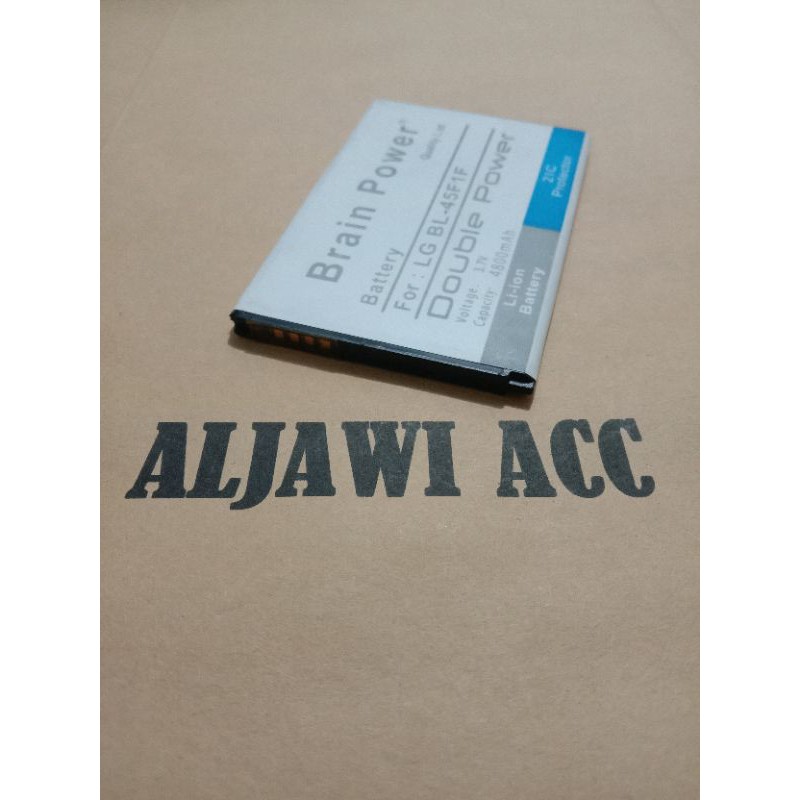 Brain Power®
Battery
For : LG BL-45F1F
Double Power
Voltage: 3.7V
Capacity: 4800mAh
Li-ion
Battery
2IC
Protector
ALJAWI ACC